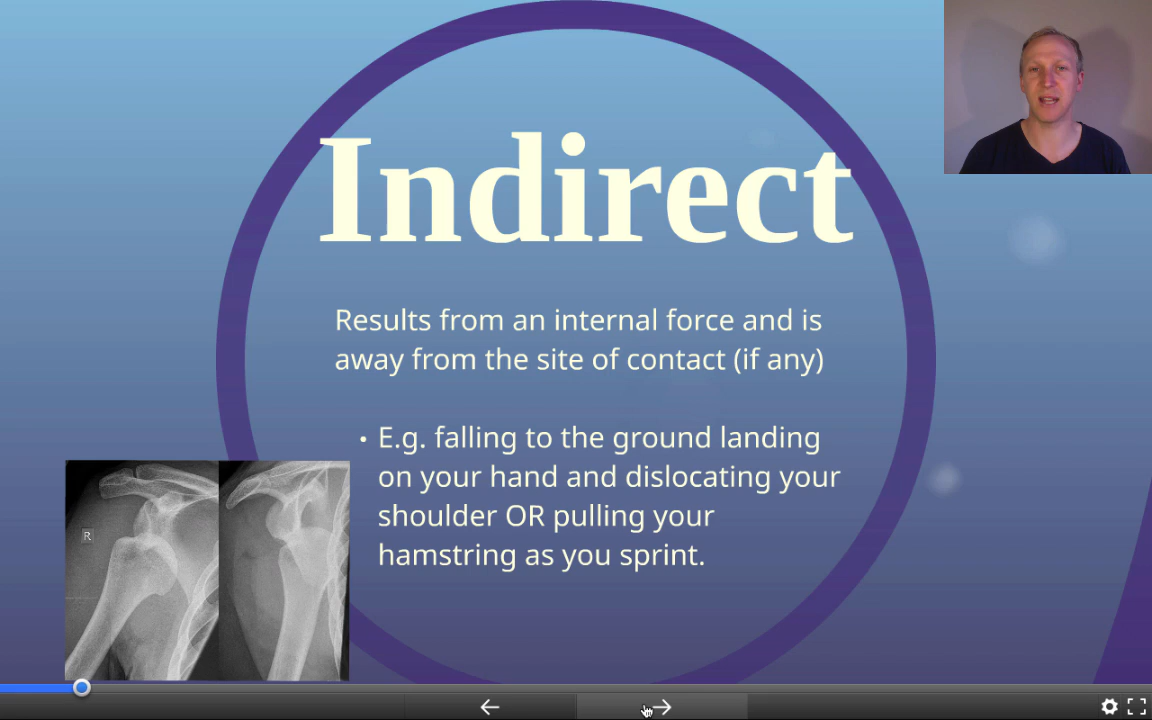 Indirect
Results from an internal force and is
away from the site of contact (if any)
• E.g. falling to the ground landing
on your hand and dislocating your
shoulder OR pulling your
hamstring as you sprint.
R